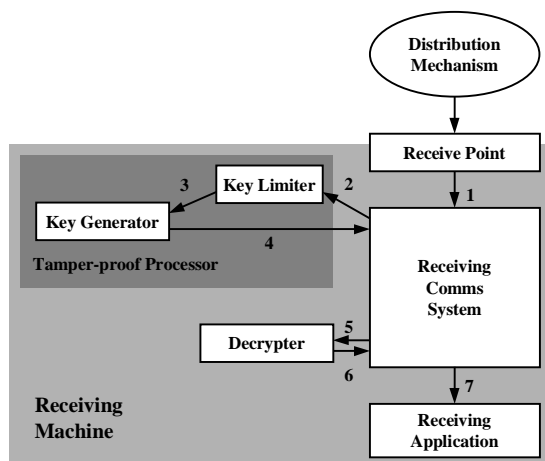 Distribution
Mechanism
Receive Point
1
3
Key Limiter
2
Key Generator
4
Tamper-proof Processor
Receiving
Comms
System
5
Decrypter
6
7
Receiving
Machine
Receiving
Application